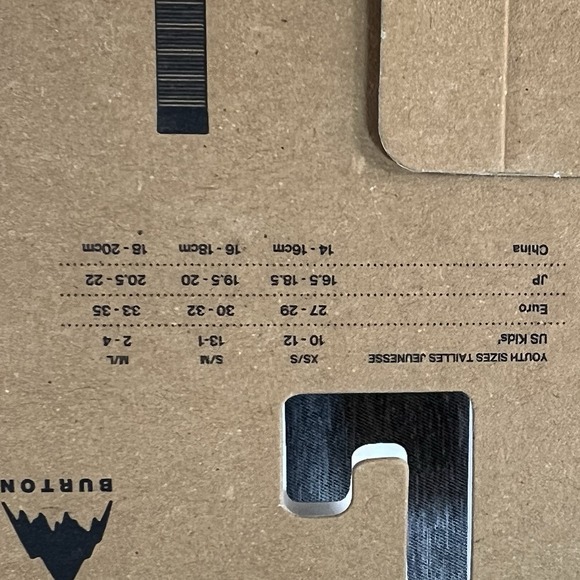 BURTON
YOUTH SIZES TAILLES JEUNESSE XS/S S/M M/L
US Kids' 10 - 12 13-1 2 - 4
Euro 27 - 29 30 - 32 33 - 35
JP 16.5 - 18.5 19.5 - 20 20.5 - 22
China 14 - 16cm 16 - 18cm 18 - 20cm